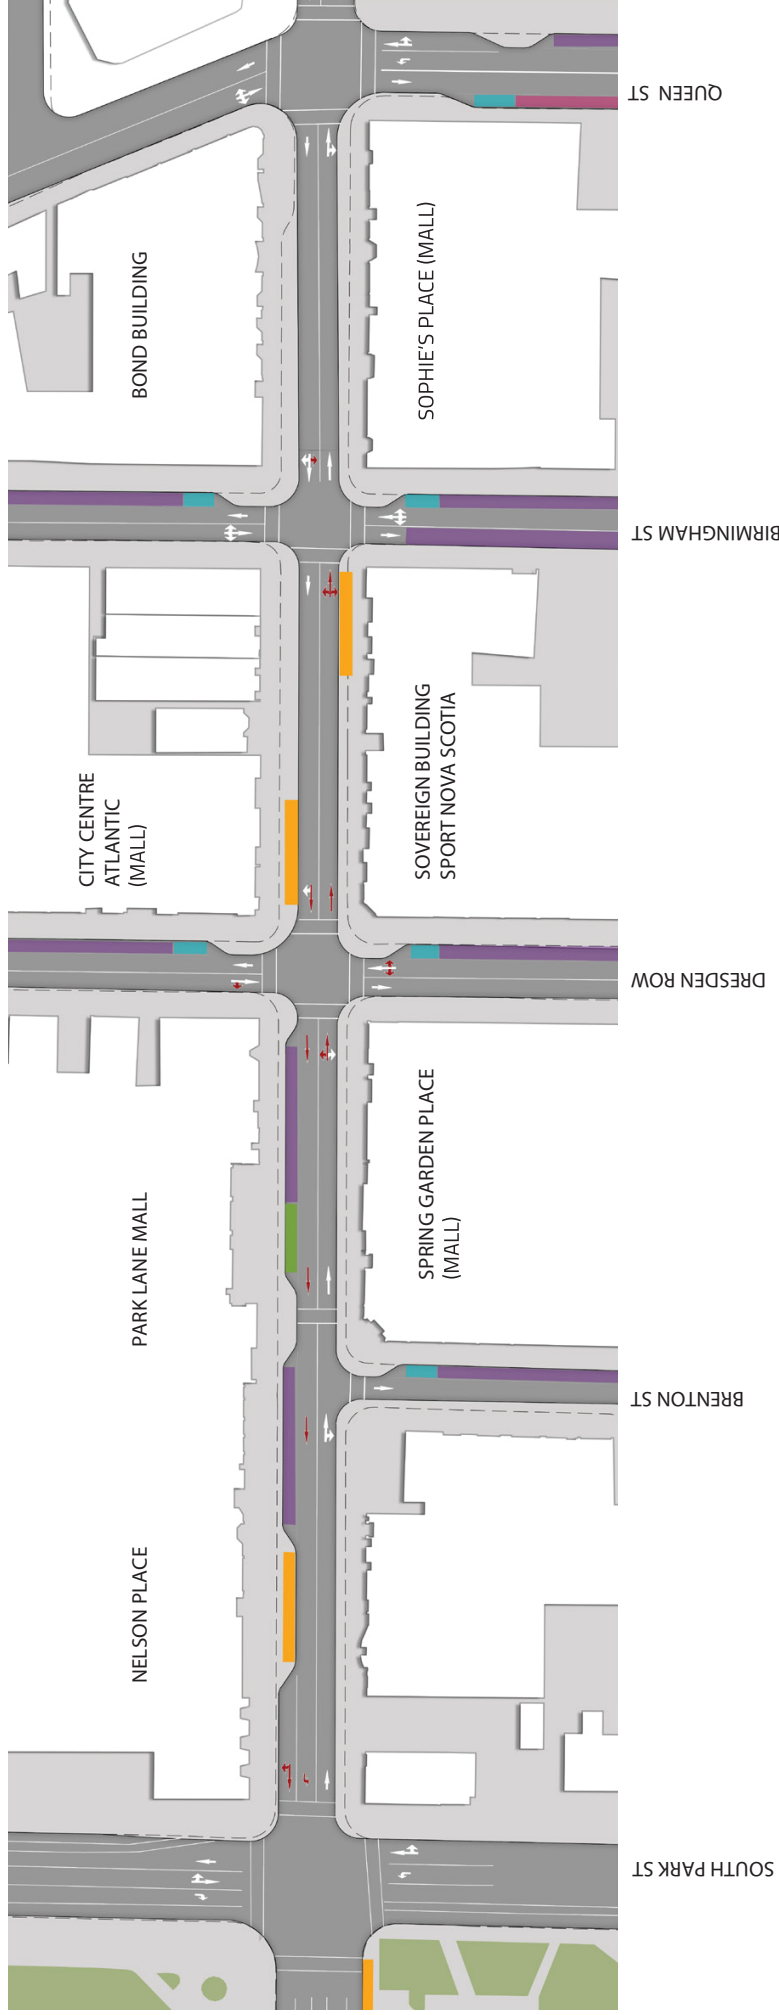 QUEEN ST
BOND BUILDING
SOPHIE'S PLACE (MALL)
BIRMINGHAM ST
CITY CENTRE
ATLANTIC
(MALL)
SOVEREIGN BUILDING
SPORT NOVA SCOTIA
DRESDEN ROW
PARK LANE MALL
SPRING GARDEN PLACE
(MALL)
BRENTON ST
NELSON PLACE
SOUTH PARK ST